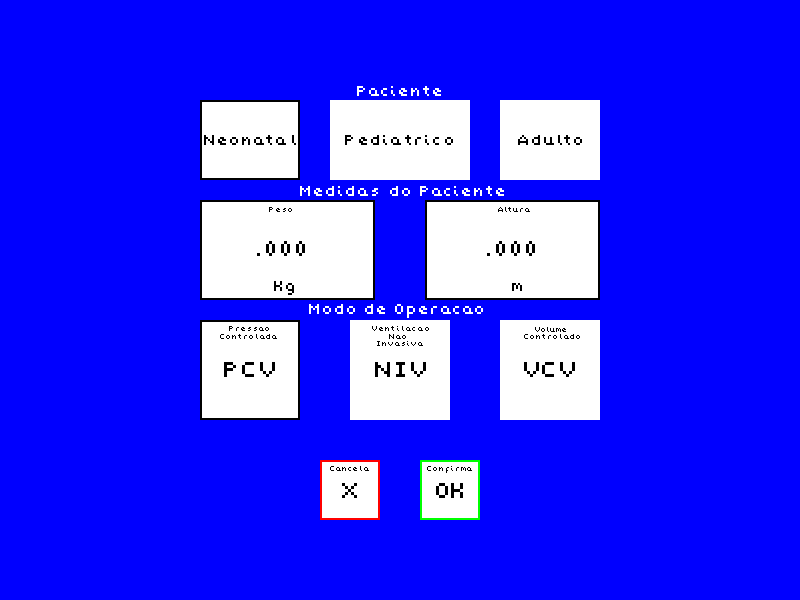 Paciente
Neonatal
Pediatrico
Adulto
Medidas do Paciente
Peso
.000
Kg
Altura
.000
m
Modo de Operacao
Pressao
Controlada
PCV
Ventilacao
Nao
Invasiva
NIV
Volume
Controlado
VCV
Cancela
X
Confirma
OK